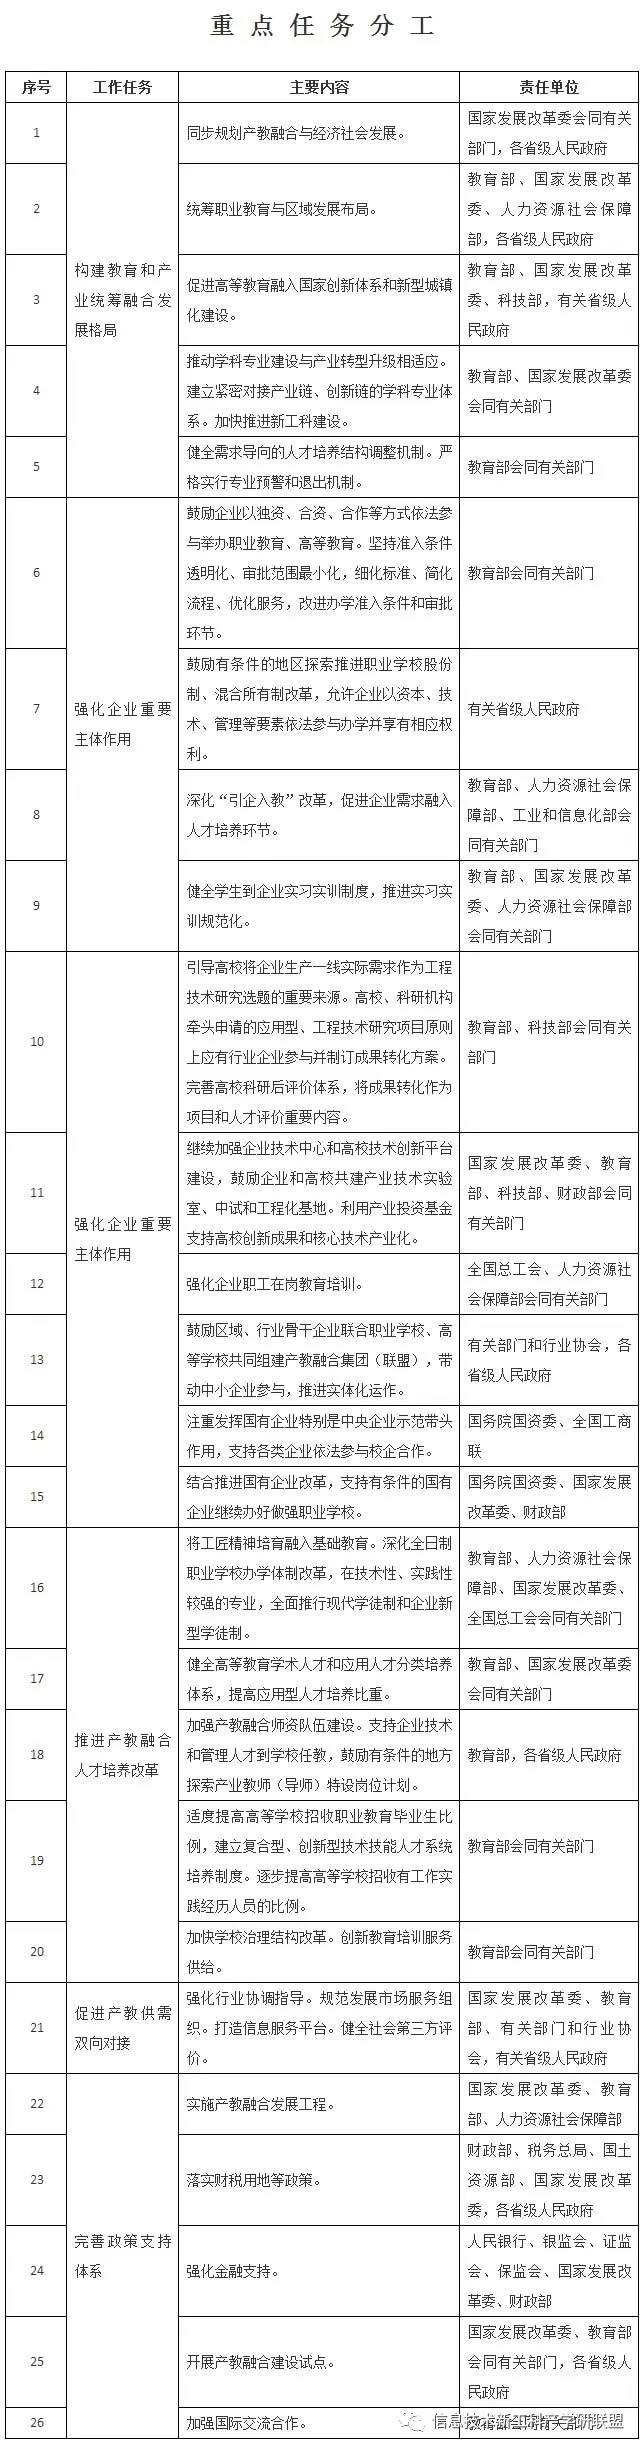 重点任务分工
序号 工作任务 主要内容 责任单位
1
同步规划产教融合与经济社会发展。
国家发展改革委会同有关
部门，各省级人民政府
2
统筹职业教育与区域发展布局。
教育部、国家发展改革
委、人力资源社会保障
部，各省级人民政府
构建教育和产
业统筹融合发
展格局
3
促进高等教育融入国家创新体系和新型城镇
化建设。
教育部、国家发展改革
委、科技部，有关省级人
民政府
4
推动学科专业建设与产业转型升级相适应。
建立紧密对接产业链、创新链的学科专业体
系。加快推进新工科建设。
教育部、国家发展改革委
会同有关部门
5
健全需求导向的人才培养结构调整机制。严
格实行专业预警和退出机制。
教育部会同有关部门
6
鼓励企业以独资、合资、合作等方式依法参
与举办职业教育、高等教育。坚持准入条件
透明化、审批范围最小化，细化标准、简化
流程、优化服务，改进办学准入条件和审批
环节。
教育部会同有关部门
强化企业重要
主体作用
7
鼓励有条件的地区探索推进职业学校股份
制、混合所有制改革，允许企业以资本、技
术、管理等要素依法参与办学并享有相应权
利。
有关省级人民政府
8
深化“引企入教”改革，促进企业需求融入
人才培养环节。
教育部、人力资源社会保
障部、工业和信息化部会
同有关部门
9
健全学生到企业实习实训制度，推进实习实
训规范化。
教育部、国家发展改革
委、人力资源社会保障部
会同有关部门
10
引导高校将企业生产一线实际需求作为工程
技术研究选题的重要来源。高校、科研机构
牵头申请的应用型、工程技术研究项目原则
上应有行业企业参与并制订成果转化方案。
完善高校科研后评价体系，将成果转化作为
项目和人才评价重要内容。
教育部、科技部会同有关
部门
强化企业重要
主体作用
11
继续加强企业技术中心和高校技术创新平台
建设，鼓励企业和高校共建产业技术实验
室、中试和工程化基地。利用产业投资基金
支持高校创新成果和核心技术产业化。
国家发展改革委、教育
部、科技部、财政部会同
有关部门
12
强化企业职工在岗教育培训。
全国总工会、人力资源社
会保障部会同有关部门
13
鼓励区域、行业骨干企业联合职业学校、高
等学校共同组建产教融合集团（联盟），带
动中小企业参与，推进实体化运作。
有关部门和行业协会，各
省级人民政府
14
注重发挥国有企业特别是中央企业示范带头
作用，支持各类企业依法参与校企合作。
国务院国资委、全国工商
联
15
结合推进国有企业改革，支持有条件的国有
企业继续办好做强职业学校。
国务院国资委、国家发展
改革委、财政部
16
将工匠精神培育融入基础教育。深化全日制
职业学校办学体制改革，在技术性、实践性
较强的专业，全面推行现代学徒制和企业新
型学徒制。
教育部、人力资源社会保
障部、国家发展改革委、
全国总工会会同有关部门
17
健全高等教育学术人才和应用人才分类培养
体系，提高应用型人才培养比重。
教育部、国家发展改革委
会同有关部门
推进产教融合
人才培养改革
18
加强产教融合师资队伍建设。支持企业技术
和管理人才到学校任教，鼓励有条件的地方
探索产业教师（导师）特设岗位计划。
教育部，各省级人民政府
19
适度提高高等学校招收职业教育毕业生比
例，建立复合型、创新型技术技能人才系统
培养制度。逐步提高高等学校招收有工作实
践经历人员的比例。
教育部会同有关部门
20
加快学校治理结构改革。创新教育培训服务
供给。
教育部会同有关部门
21
促进产教供需
双向对接
强化行业协调指导。规范发展市场服务组
织。打造信息服务平台。健全社会第三方评
价。
国家发展改革委、教育
部、有关部门和行业协
会，有关省级人民政府
22
实施产教融合发展工程。
国家发展改革委、教育
部、人力资源社会保障部
23
落实财税用地等政策。
财政部、税务总局、国土
资源部、国家发展改革
委，各省级人民政府
完善政策支持
体系
24
强化金融支持。
人民银行、银监会、证监
会、保监会、国家发展改
革委、财政部
25
开展产教融合建设试点。
国家发展改革委、教育部
会同有关部门，各省级人
民政府
26
加强国际交流合作。
教育部会同有关部门
信息技术新工科产学研联盟